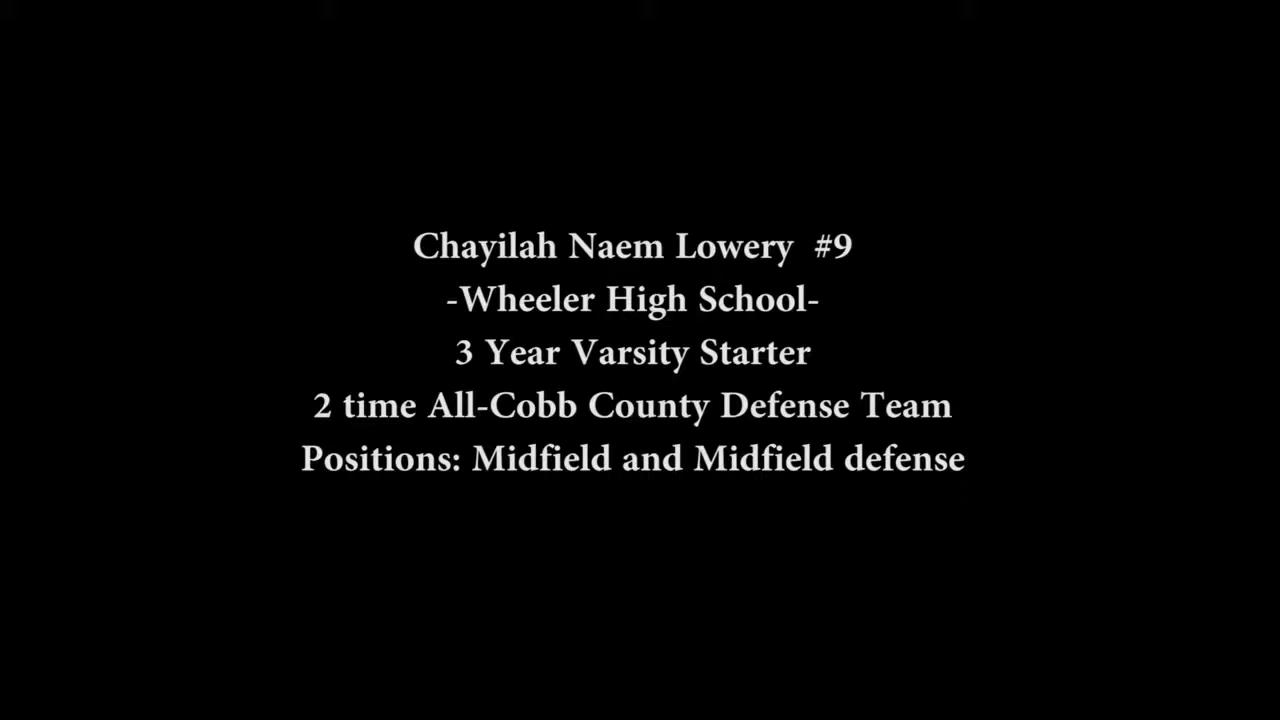 Chayilah Naem Lowery  #9
-Wheeler High School-
3 Year Varsity Starter
2 time All-Cobb County Defense Team
Positions: Midfield and Midfield defense